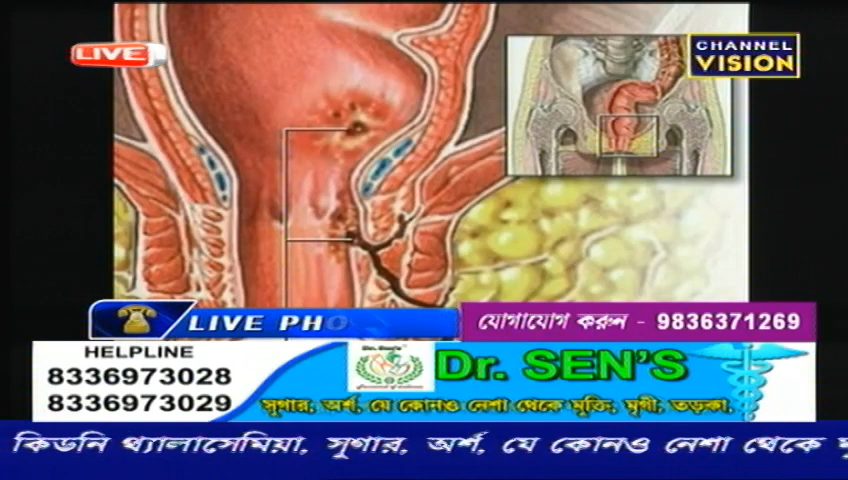 LIVE
CHANNEL
VISION
LIVE PHO
যোগাযোগ করুন - 9836371269
HELPLINE
8336973028
8336973029
Dr. SEN'S
সুগার, অর্শ, যে কোনও নেশা থেকে মুক্তি, মৃগী, তড়কা,
কিডনি থ্যালাসেমিয়া, সুগার, অর্শ, যে কোনও নেশা থেকে